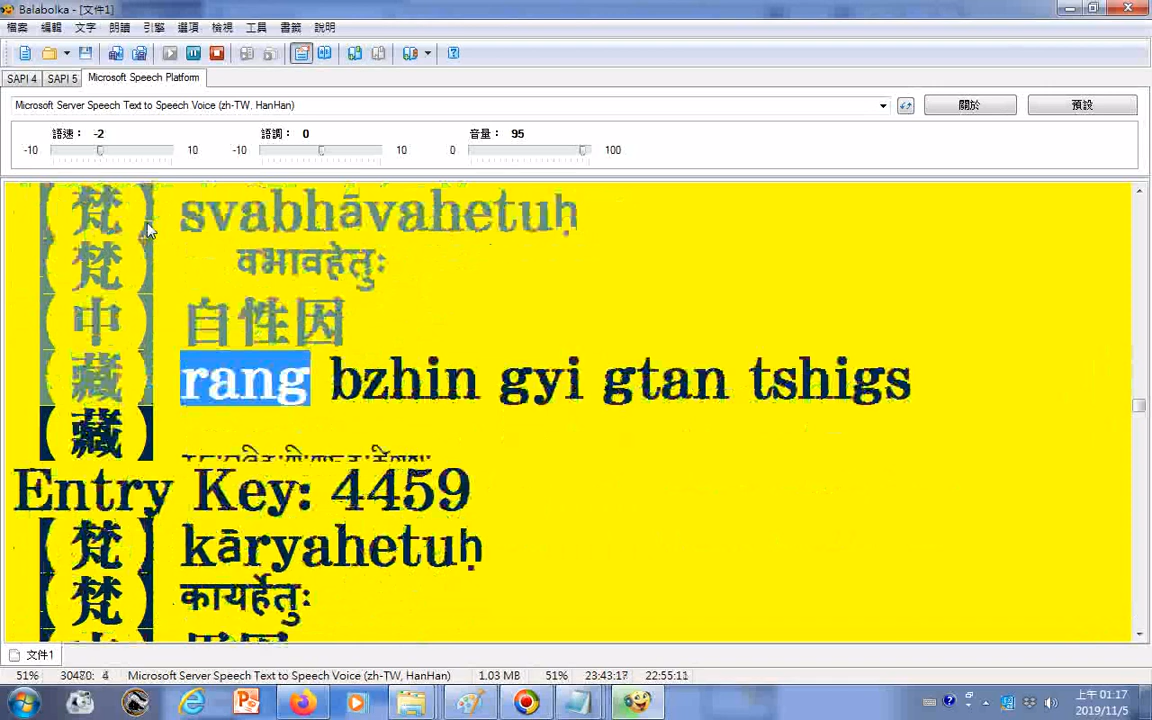 Balabolka - [文件1]
檔案 編輯 文字 朗讀 引擎 選項 檢視 工具 書籤 說明
SAPI 4 SAPI 5 Microsoft Speech Platform
Microsoft Server Speech Text to Speech Voice (zh-TW, HanHan) 關於 預設
語速： -2 語調： 0 音量： 95
-10 10 -10 10 0 100
【梵】 svabhāvahetuḥ
【梵】 वभावहेतुः
【中】 自性因
【藏】 rang bzhin gyi gtan tshigs
【藏】
Entry Key: 4459
【梵】 kāryahetuḥ
【梵】 कायर्हेतुः
文件1
51% 30480: 4 Microsoft Server Speech Text to Speech Voice (zh-TW, HanHan) 1.03 MB 51% 23:43:17 22:55:11
上午 01:17
2019/11/5